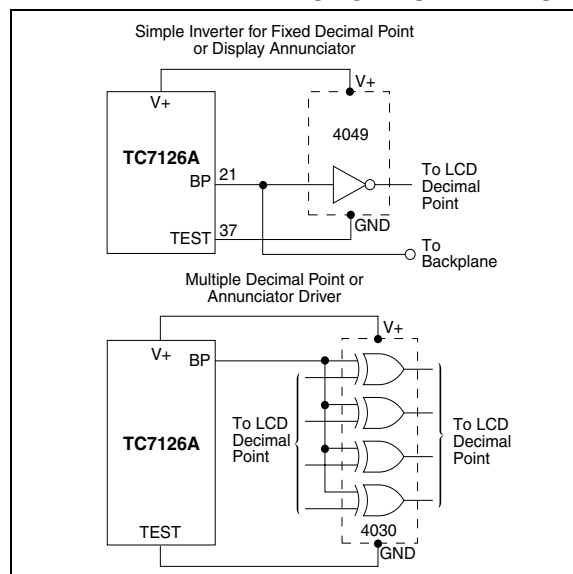 Simple Inverter for Fixed Decimal Point
or Display Annunciator
V+
V+
4049
TC7126A
BP
21
To LCD
Decimal
Point
TEST
37
GND
To
Backplane
Multiple Decimal Point or
Annunciator Driver
V+
V+
BP
To LCD
Decimal
Point
To LCD
Decimal
Point
TC7126A
TEST
4030
GND